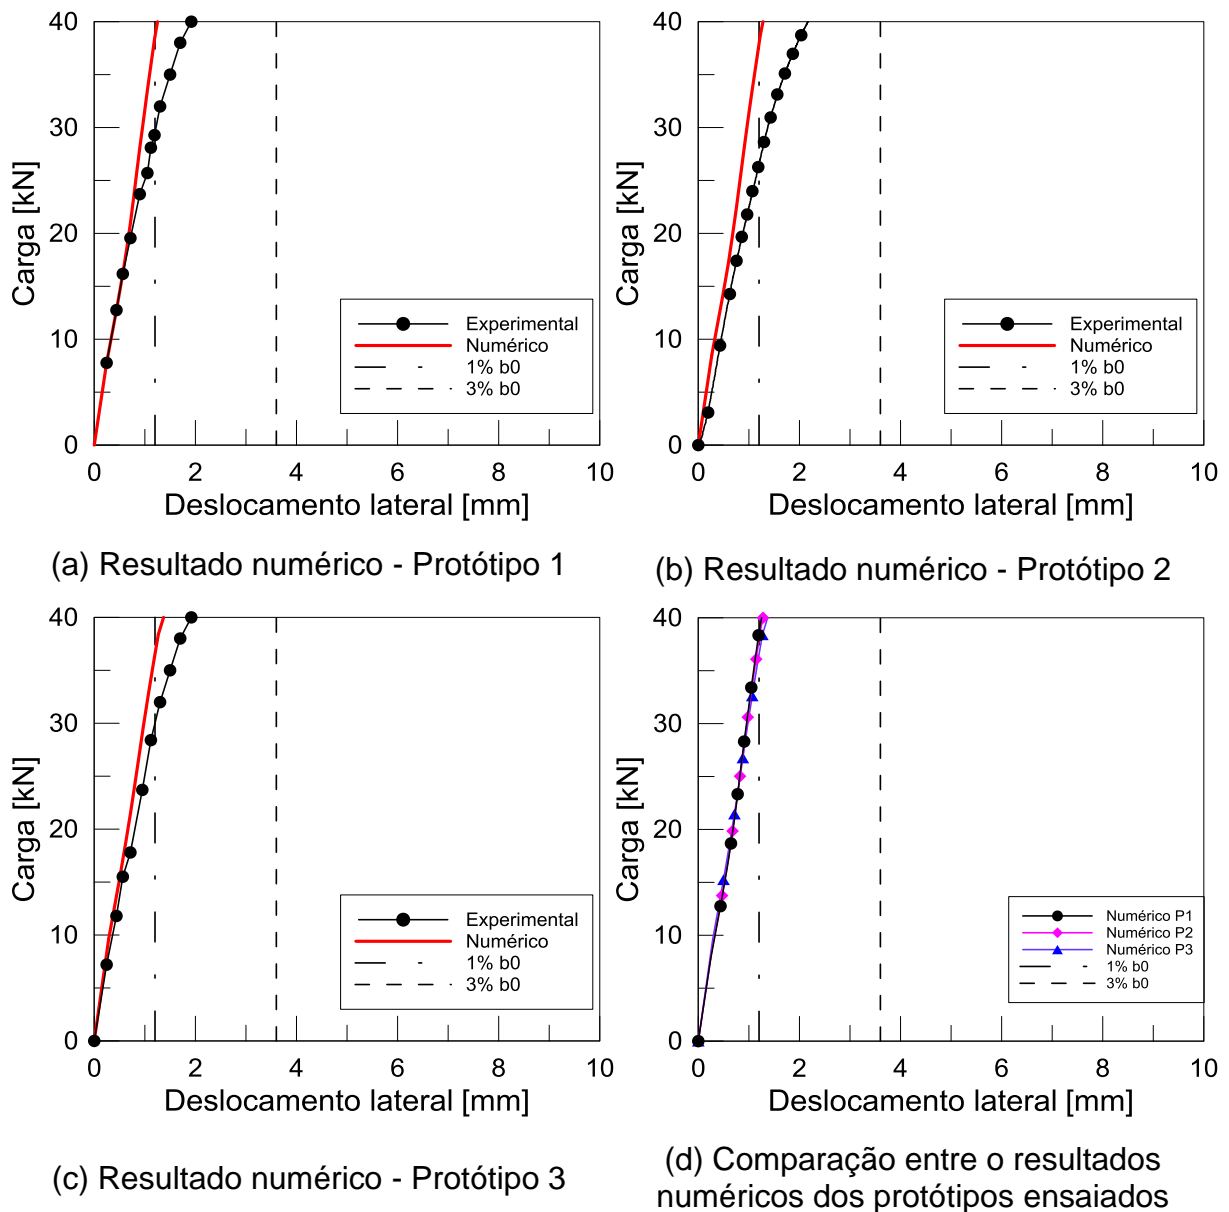 40
30
20
10
0
Carga [kN]
0 2 4 6 8 10
Deslocamento lateral [mm]
Experimental
Numérico
1% b0
3% b0
(a) Resultado numérico - Protótipo 1
40
30
20
10
0
Carga [kN]
0 2 4 6 8 10
Deslocamento lateral [mm]
Experimental
Numérico
1% b0
3% b0
(b) Resultado numérico - Protótipo 2
40
30
20
10
0
Carga [kN]
0 2 4 6 8 10
Deslocamento lateral [mm]
Experimental
Numérico
1% b0
3% b0
(c) Resultado numérico - Protótipo 3
40
30
20
10
0
Carga [kN]
0 2 4 6 8 10
Deslocamento lateral [mm]
Numérico P1
Numérico P2
Numérico P3
1% b0
3% b0
(d) Comparação entre o resultados
numéricos dos protótipos ensaiados